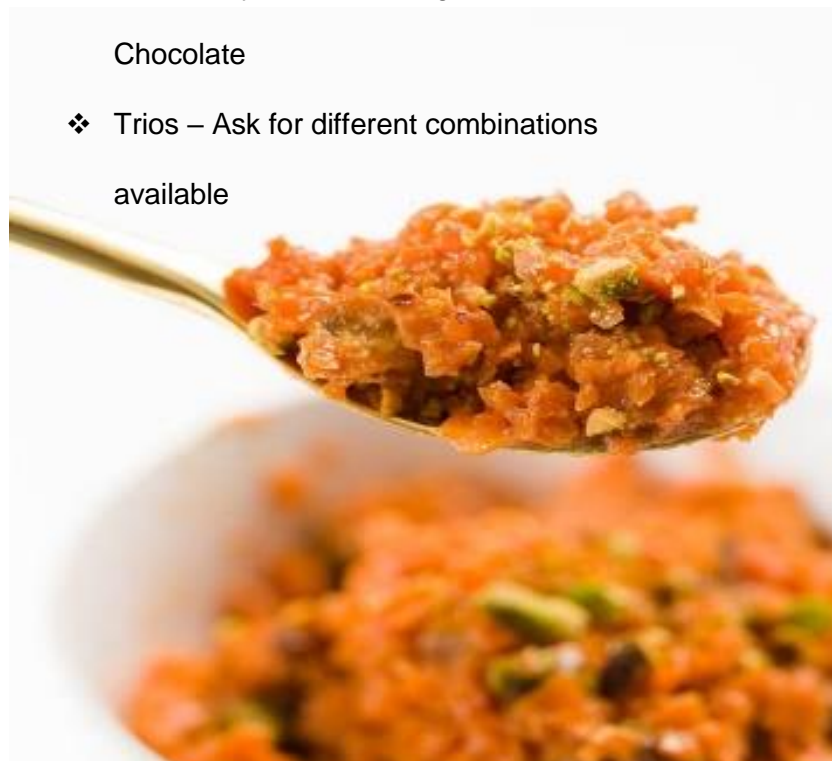 Chocolate
❖ Trios – Ask for different combinations
available